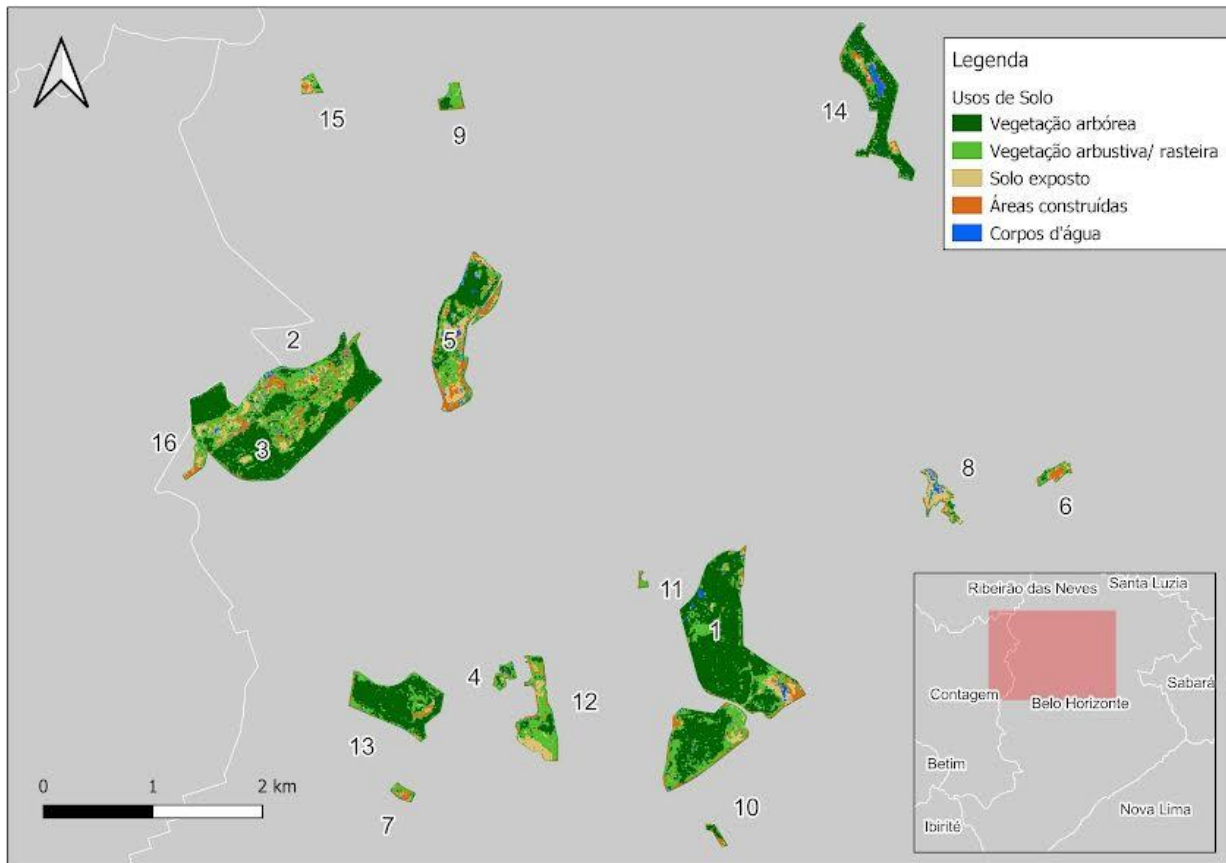 Legenda
Usos de Solo
Vegetação arbórea
Vegetação arbustiva/ rasteira
Solo exposto
Áreas construídas
Corpos d'água
15
9
14
2
5
16
3
8
6
11
1
4
12
13
7
10
0 1 2 km
Ribeirão das Neves
Santa Luzia
Sabará
Contagem
Belo Horizonte
Betim
Nova Lima
Ibirité